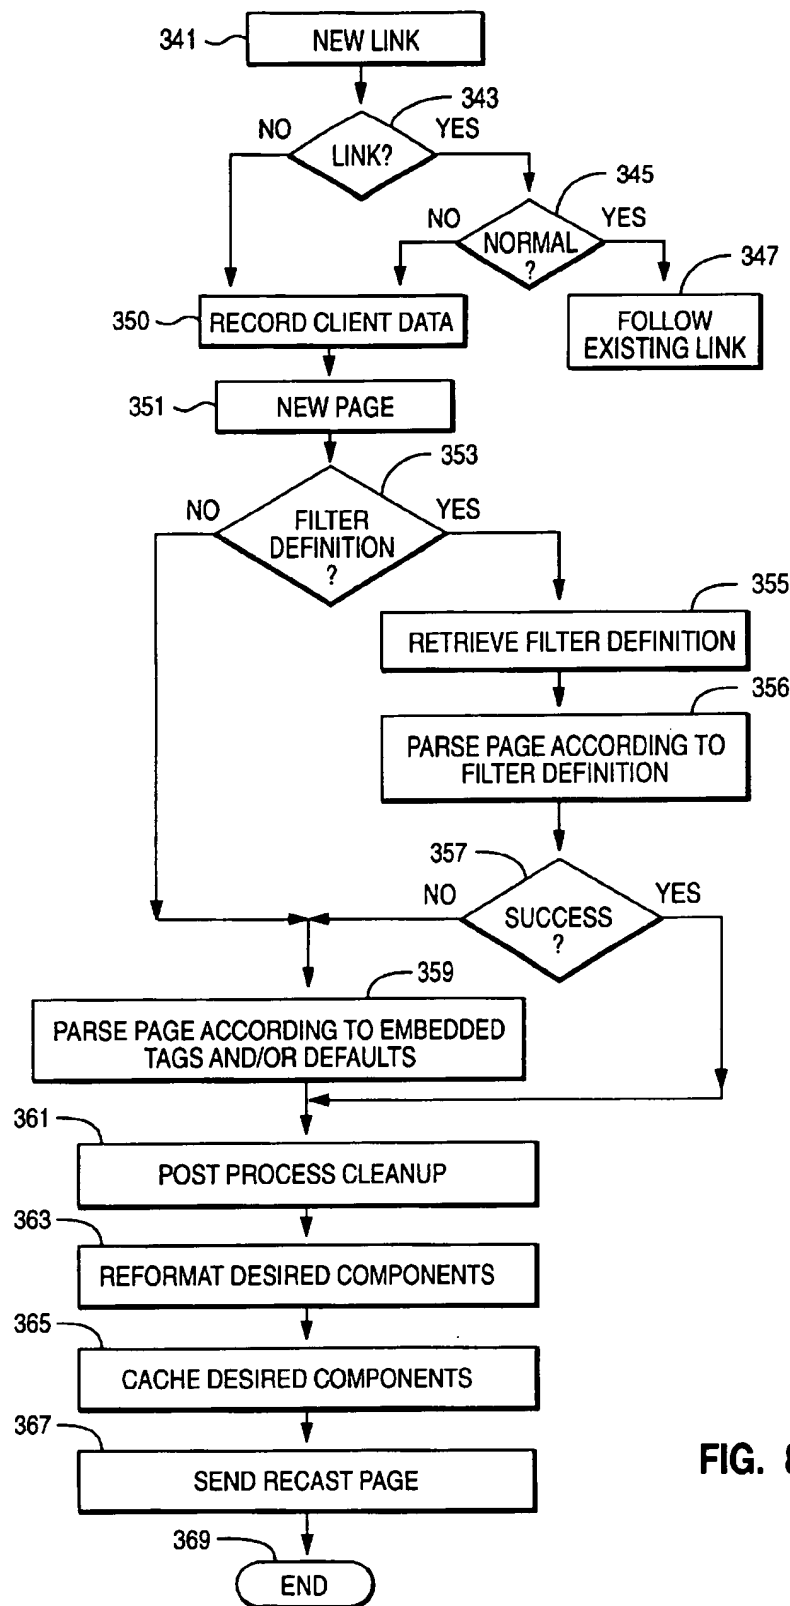 341
NEW LINK
343
NO
YES
LINK?
345
NO
YES
NORMAL
?
347
350
RECORD CLIENT DATA
FOLLOW
EXISTING LINK
351
NEW PAGE
353
NO
YES
FILTER
DEFINITION
?
355
RETRIEVE FILTER DEFINITION
356
PARSE PAGE ACCORDING TO
FILTER DEFINITION
357
NO
YES
SUCCESS
?
359
PARSE PAGE ACCORDING TO EMBEDDED
TAGS AND/OR DEFAULTS
361
POST PROCESS CLEANUP
363
REFORMAT DESIRED COMPONENTS
365
CACHE DESIRED COMPONENTS
367
SEND RECAST PAGE
FIG. 8
369
END